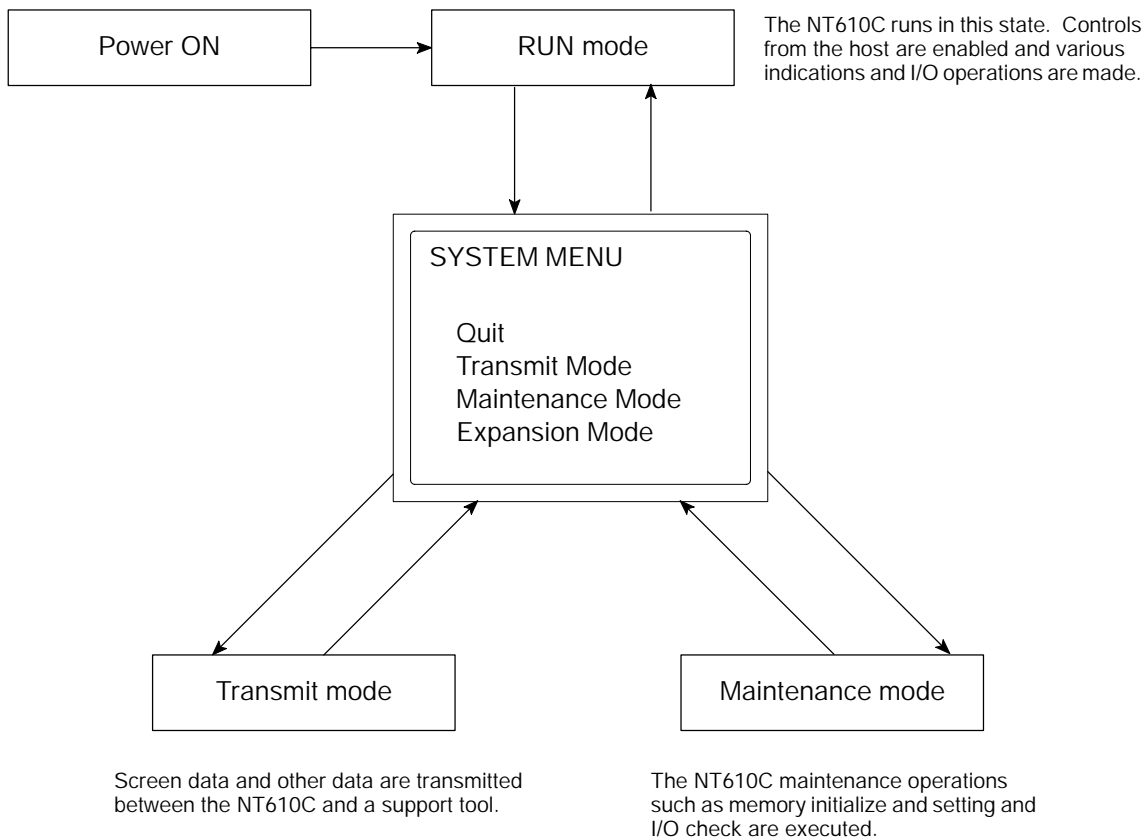 Power ON
RUN mode
The NT610C runs in this state. Controls
from the host are enabled and various
indications and I/O operations are made.
SYSTEM MENU
Quit
Transmit Mode
Maintenance Mode
Expansion Mode
Transmit mode
Maintenance mode
Screen data and other data are transmitted
between the NT610C and a support tool.
The NT610C maintenance operations
such as memory initialize and setting and
I/O check are executed.